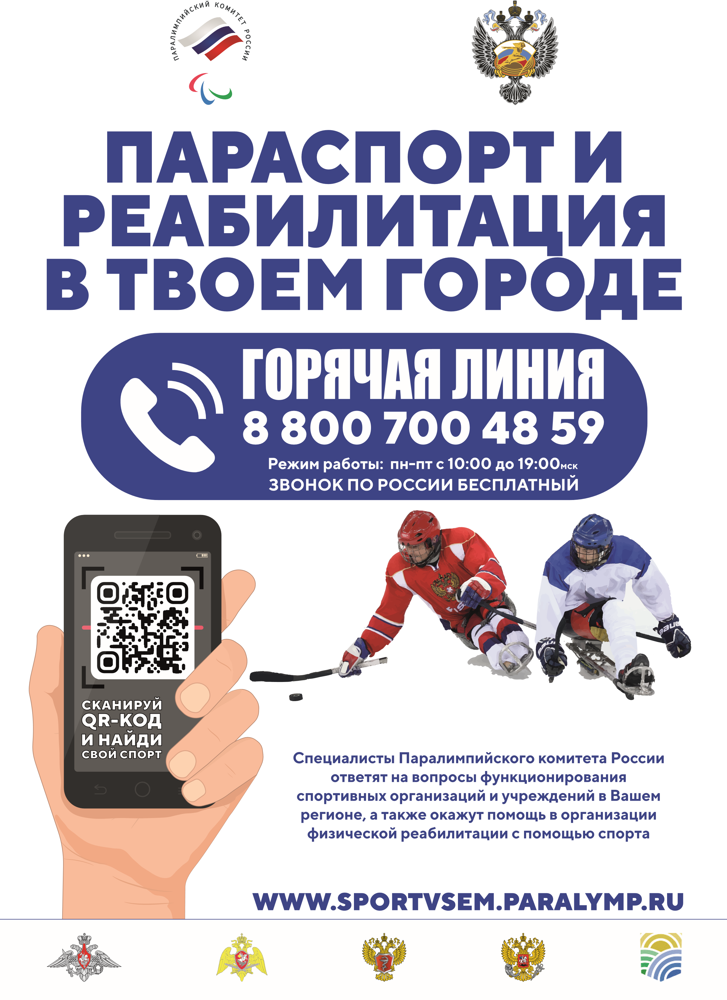 ПАРАЛИМПИЙСКИЙ КОМИТЕТ РОССИИ
ПАРАСПОРТ И
РЕАБИЛИТАЦИЯ
В ТВОЕМ ГОРОДЕ
ГОРЯЧАЯ ЛИНИЯ
8 800 700 48 59
Режим работы: пн-пт с 10:00 до 19:00мск
ЗВОНОК ПО РОССИИ БЕСПЛАТНЫЙ
СКАНИРУЙ
QR-КОД
И НАЙДИ
СВОЙ СПОРТ
Специалисты Паралимпийского комитета России
ответят на вопросы функционирования
спортивных организаций и учреждений в Вашем
регионе, а также окажут помощь в организации
физической реабилитации с помощью спорта
WWW.SPORTVSEM.PARALYMP.RU